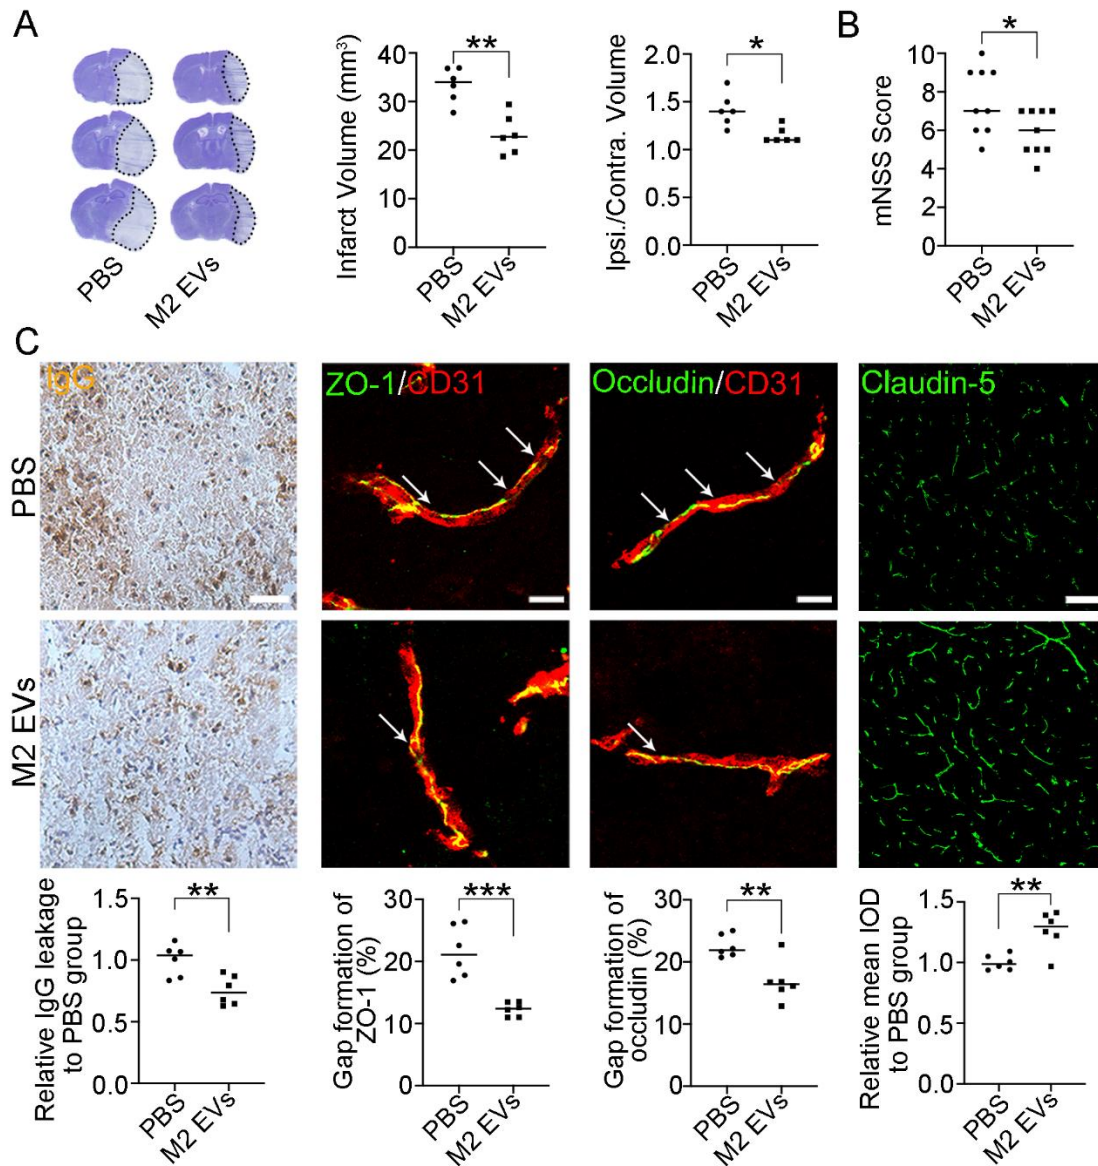 A
Infarct Volume (mm³)
40
30
20
10
0
**
PBS
M2 EVs
PBS
M2 EVs
Ipsi./Contra. Volume
2.0
1.5
1.0
0.5
0.0
*
PBS
M2 EVs
B
mNSS Score
10
8
6
4
2
0
*
PBS
M2 EVs
C
PBS
IgG
ZO-1/CD31
Occludin/CD31
Claudin-5
M2 EVs
Relative IgG leakage
to PBS group
1.5
1.0
0.5
0.0
**
PBS
M2 EVs
Gap formation of
ZO-1 (%)
30
20
10
0
***
PBS
M2 EVs
Gap formation of
occludin (%)
30
20
10
0
**
PBS
M2 EVs
Relative mean IOD
to PBS group
1.5
1.0
0.5
0.0
**
PBS
M2 EVs